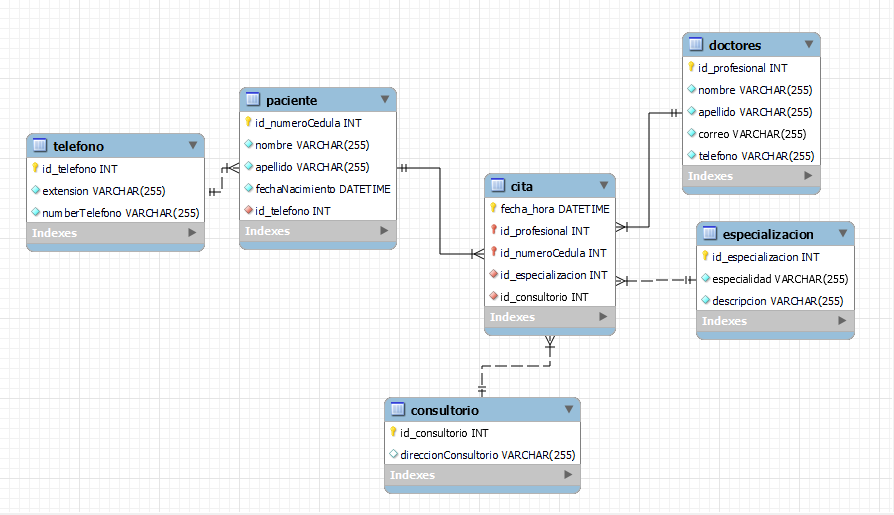 telefono
id_telefono INT
extension VARCHAR(255)
numberTelefono VARCHAR(255)
Indexes
paciente
id_numeroCedula INT
nombre VARCHAR(255)
apellido VARCHAR(255)
fechaNacimiento DATETIME
id_telefono INT
Indexes
cita
fecha_hora DATETIME
id_profesional INT
id_numeroCedula INT
id_especializacion INT
id_consultorio INT
Indexes
doctores
id_profesional INT
nombre VARCHAR(255)
apellido VARCHAR(255)
correo VARCHAR(255)
telefono VARCHAR(255)
Indexes
especializacion
id_especializacion INT
especialidad VARCHAR(255)
descripcion VARCHAR(255)
Indexes
consultorio
id_consultorio INT
direccionConsultorio VARCHAR(255)
Indexes